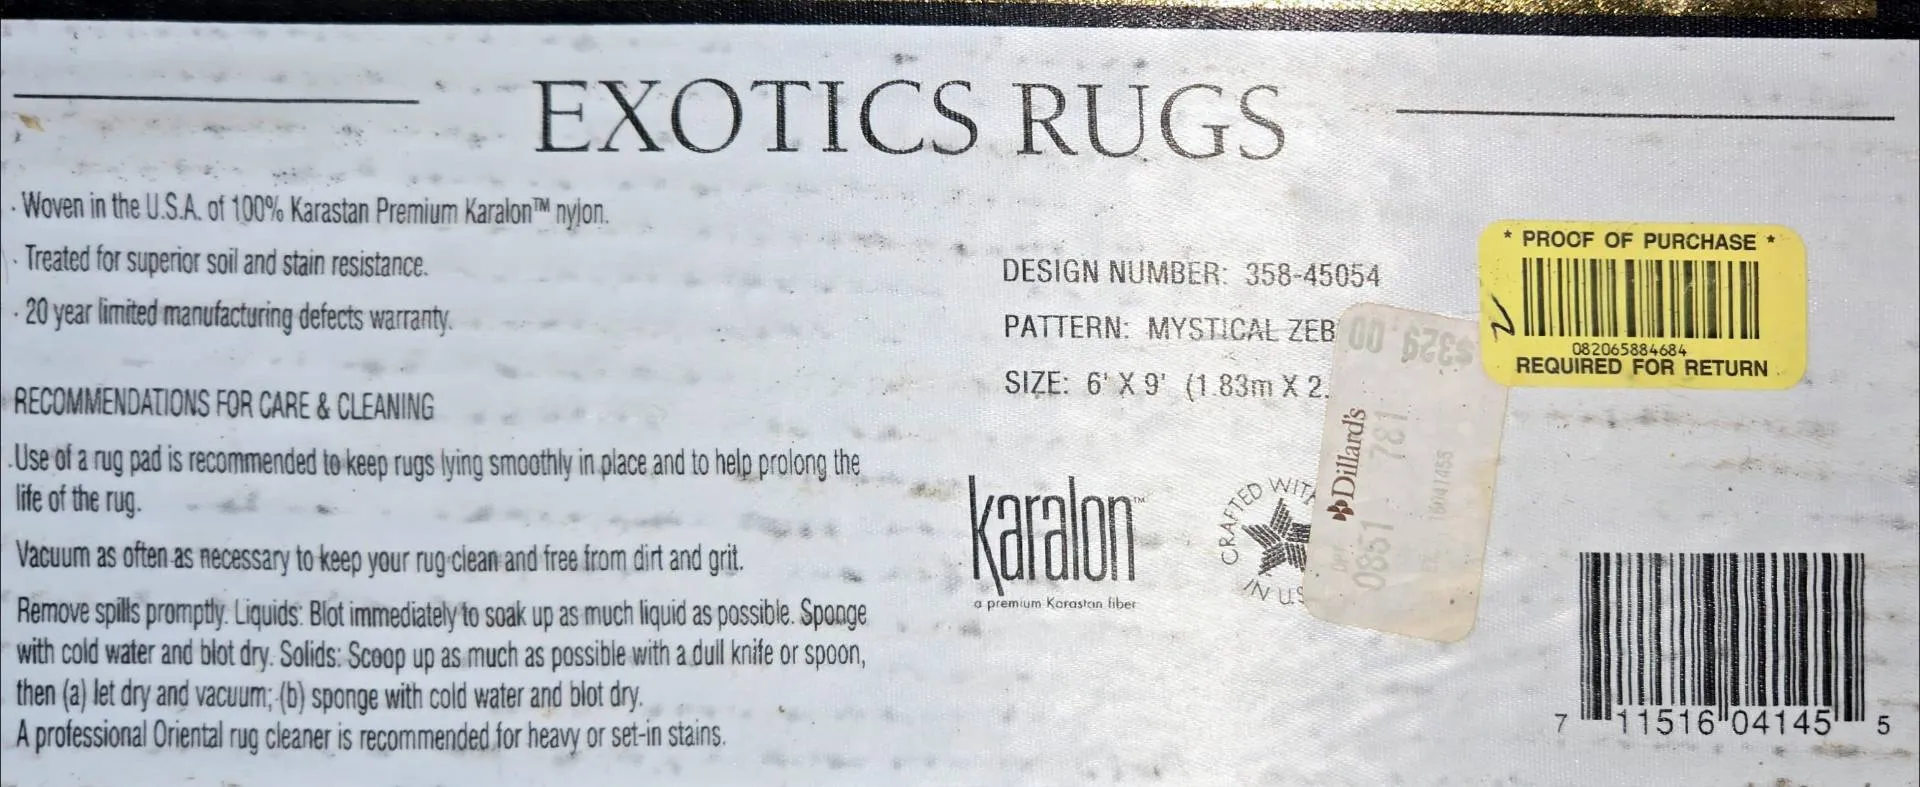 EXOTICS RUGS
· Woven in the U.S.A. of 100% Karastan Premium Karalon™ nylon.
· Treated for superior soil and stain resistance.
· 20 year limited manufacturing defects warranty.
RECOMMENDATIONS FOR CARE & CLEANING
·Use of a rug pad is recommended to keep rugs lying smoothly in place and to help prolong the
life of the rug.
Vacuum as often as necessary to keep your rug clean and free from dirt and grit.
Remove spills promptly. Liquids: Blot immediately to soak up as much liquid as possible. Sponge
with cold water and blot dry. Solids: Scoop up as much as possible with a dull knife or spoon,
then (a) let dry and vacuum; (b) sponge with cold water and blot dry.
A professional Oriental rug cleaner is recommended for heavy or set-in stains.
DESIGN NUMBER: 358-45054
PATTERN: MYSTICAL ZEB
SIZE: 6' X 9' (1.83m X 2.
karalon™
a premium Karastan fiber
CRAFTED WITH
IN US
$329 00
Dillard's
0861 781
* PROOF OF PURCHASE *
082065884684
REQUIRED FOR RETURN
7 11516 04145 5